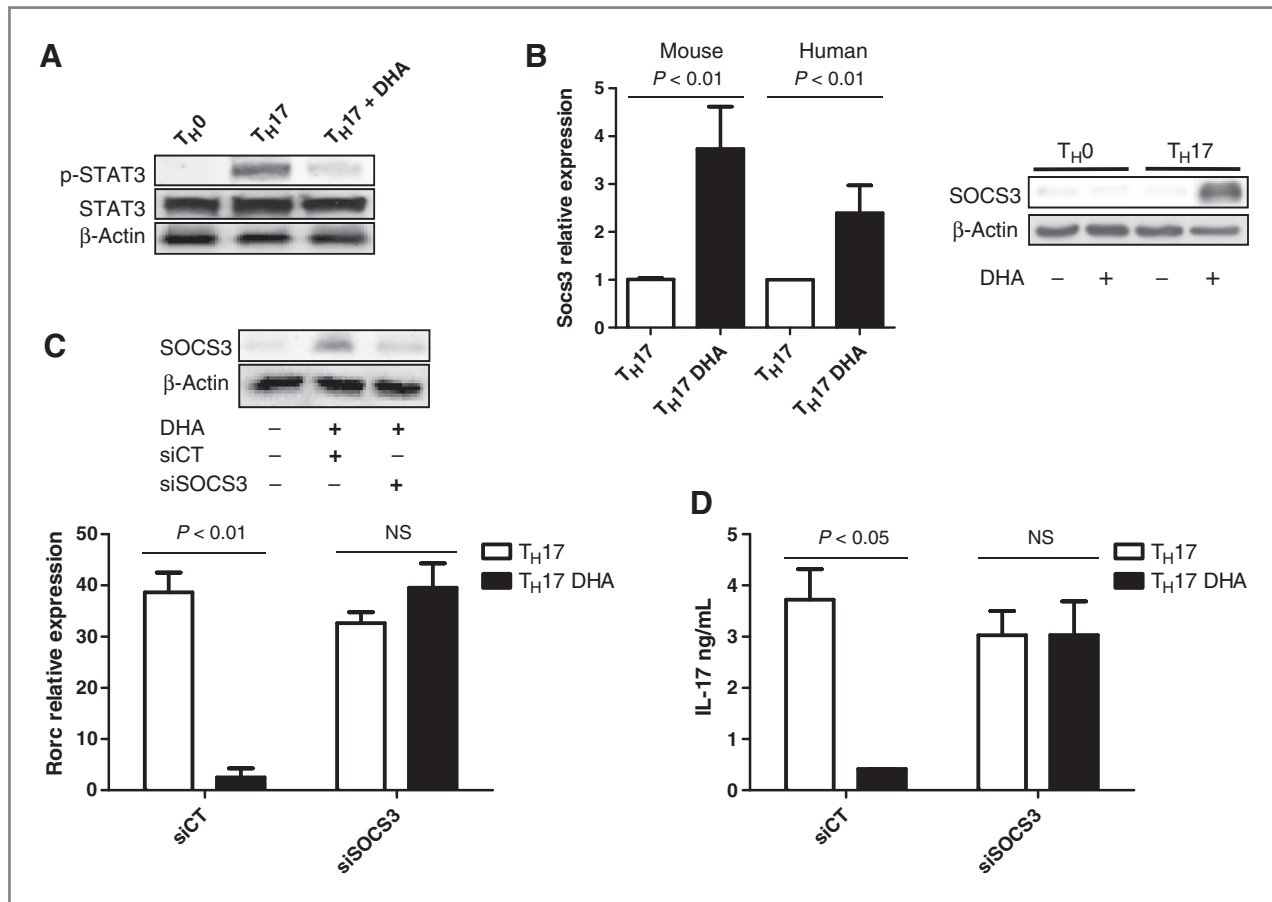 A
TH0 TH17 TH17 + DHA
p-STAT3
STAT3
β-Actin
B
Mouse Human
P < 0.01 P < 0.01
Socs3 relative expression
5
4
3
2
1
0
TH17 TH17 DHA TH17 TH17 DHA
TH0 TH17
SOCS3
β-Actin
DHA – + – +
C
SOCS3
β-Actin
DHA – + +
siCT – + –
siSOCS3 – – +
P < 0.01 NS
TH17
TH17 DHA
Rorc relative expression
50
40
30
20
10
0
siCT siSOCS3
D
P < 0.05 NS
TH17
TH17 DHA
IL-17 ng/mL
5
4
3
2
1
0
siCT siSOCS3